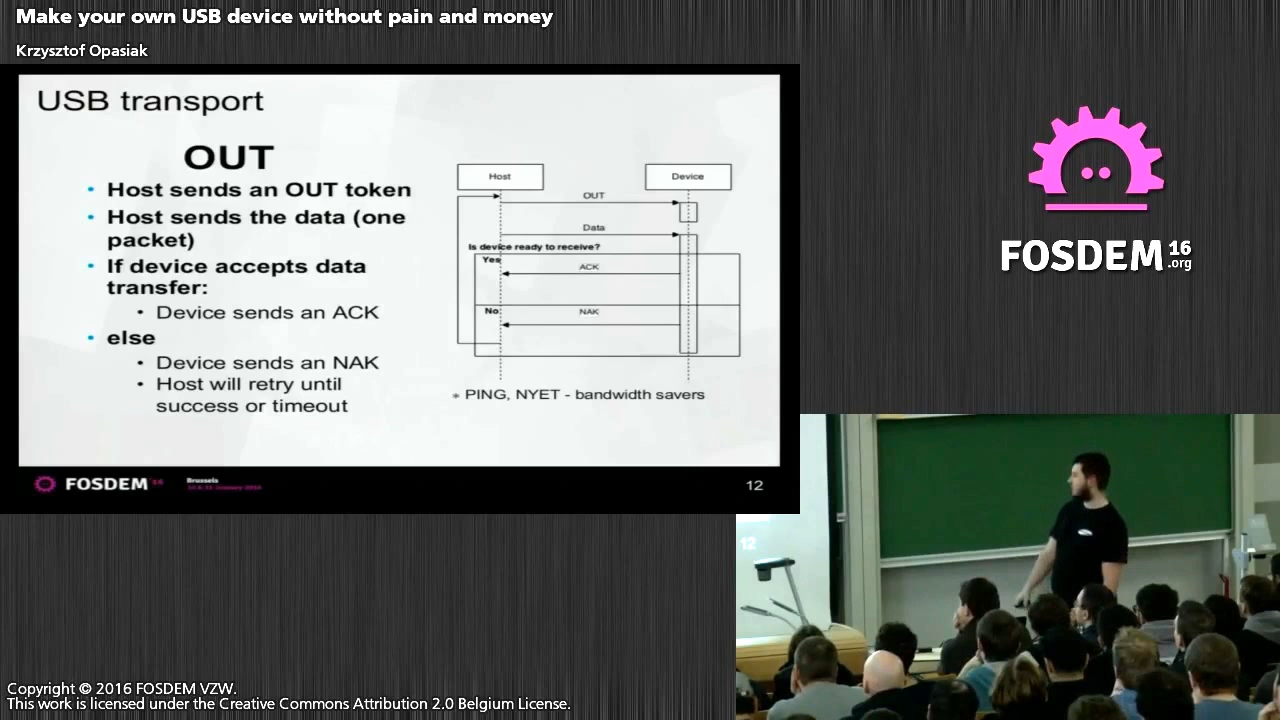 Make your own USB device without pain and money
Krzysztof Opasiak
USB transport
OUT
• Host sends an OUT token
• Host sends the data (one
packet)
• If device accepts data
transfer:
• Device sends an ACK
• else
• Device sends an NAK
• Host will retry until
success or timeout
Host
Device
OUT
Data
Is device ready to receive?
Yes
ACK
No
NAK
* PING, NYET - bandwidth savers
FOSDEM'16
Brussels
12
FOSDEM 16
.org
12
Copyright © 2016 FOSDEM VZW.
This work is licensed under the Creative Commons Attribution 2.0 Belgium License.